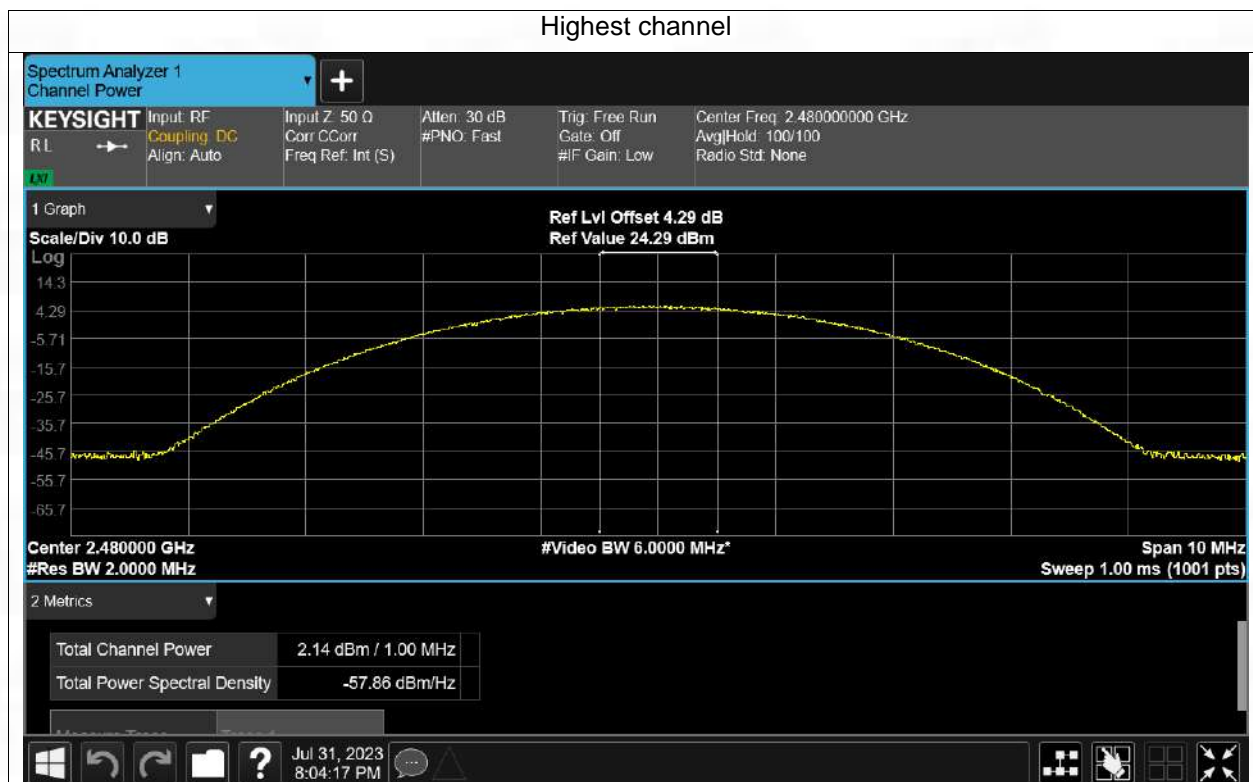 Highest channel
Spectrum Analyzer 1
Channel Power
+
KEYSIGHT
R L
LXI
Input: RF
Coupling: DC
Align: Auto
Input Z: 50 Ω
Corr CCorr
Freq Ref: Int (S)
Atten: 30 dB
#PNO: Fast
Trig: Free Run
Gate: Off
#IF Gain: Low
Center Freq: 2.480000000 GHz
Avg|Hold: 100/100
Radio Std: None
1 Graph
Scale/Div 10.0 dB
Ref Lvl Offset 4.29 dB
Ref Value 24.29 dBm
Log
14.3
4.29
-5.71
-15.7
-25.7
-35.7
-45.7
-55.7
-65.7
Center 2.480000 GHz
#Res BW 2.0000 MHz
#Video BW 6.0000 MHz*
Span 10 MHz
Sweep 1.00 ms (1001 pts)
2 Metrics
Total Channel Power 2.14 dBm / 1.00 MHz
Total Power Spectral Density -57.86 dBm/Hz
?
Jul 31, 2023
8:04:17 PM